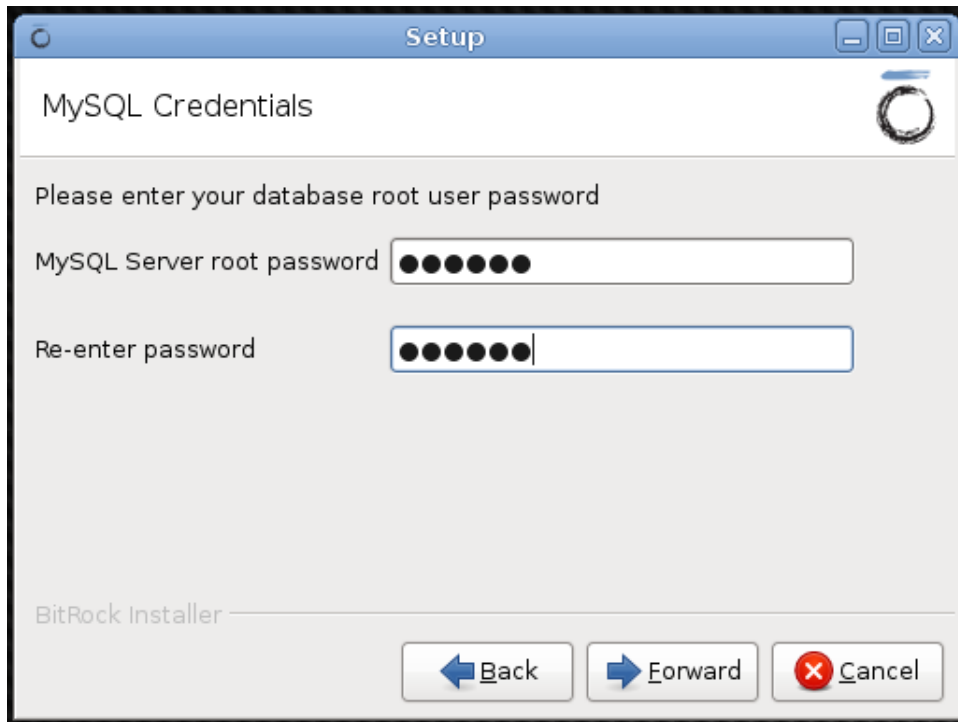 Setup
MySQL Credentials
Please enter your database root user password
MySQL Server root password ●●●●●●
Re-enter password ●●●●●●
BitRock Installer
Back Forward Cancel